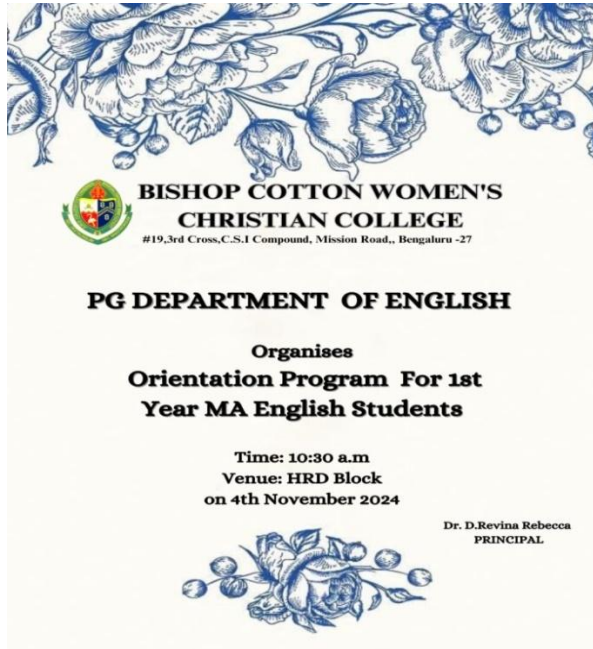 BISHOP COTTON WOMEN'S
CHRISTIAN COLLEGE
#19,3rd Cross,C.S.I Compound, Mission Road,, Bengaluru -27
PG DEPARTMENT OF ENGLISH
Organises
Orientation Program For 1st
Year MA English Students
Time: 10:30 a.m
Venue: HRD Block
on 4th November 2024
Dr. D.Revina Rebecca
PRINCIPAL